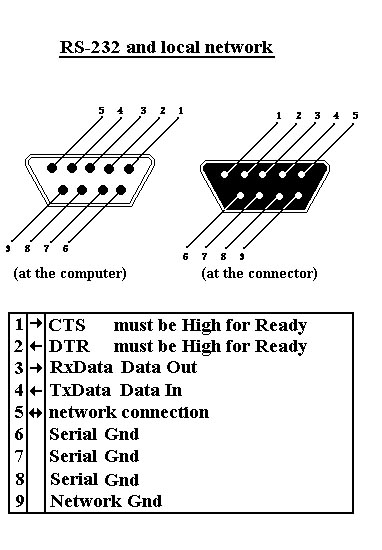 RS-232 and local network
5 4 3 2 1
1 2 3 4 5
9 8 7 6
6 7 8 9
(at the computer) (at the connector)
1 → CTS must be High for Ready
2 ← DTR must be High for Ready
3 → RxData Data Out
4 ← TxData Data In
5 ↔ network connection
6 Serial Gnd
7 Serial Gnd
8 Serial Gnd
9 Network Gnd